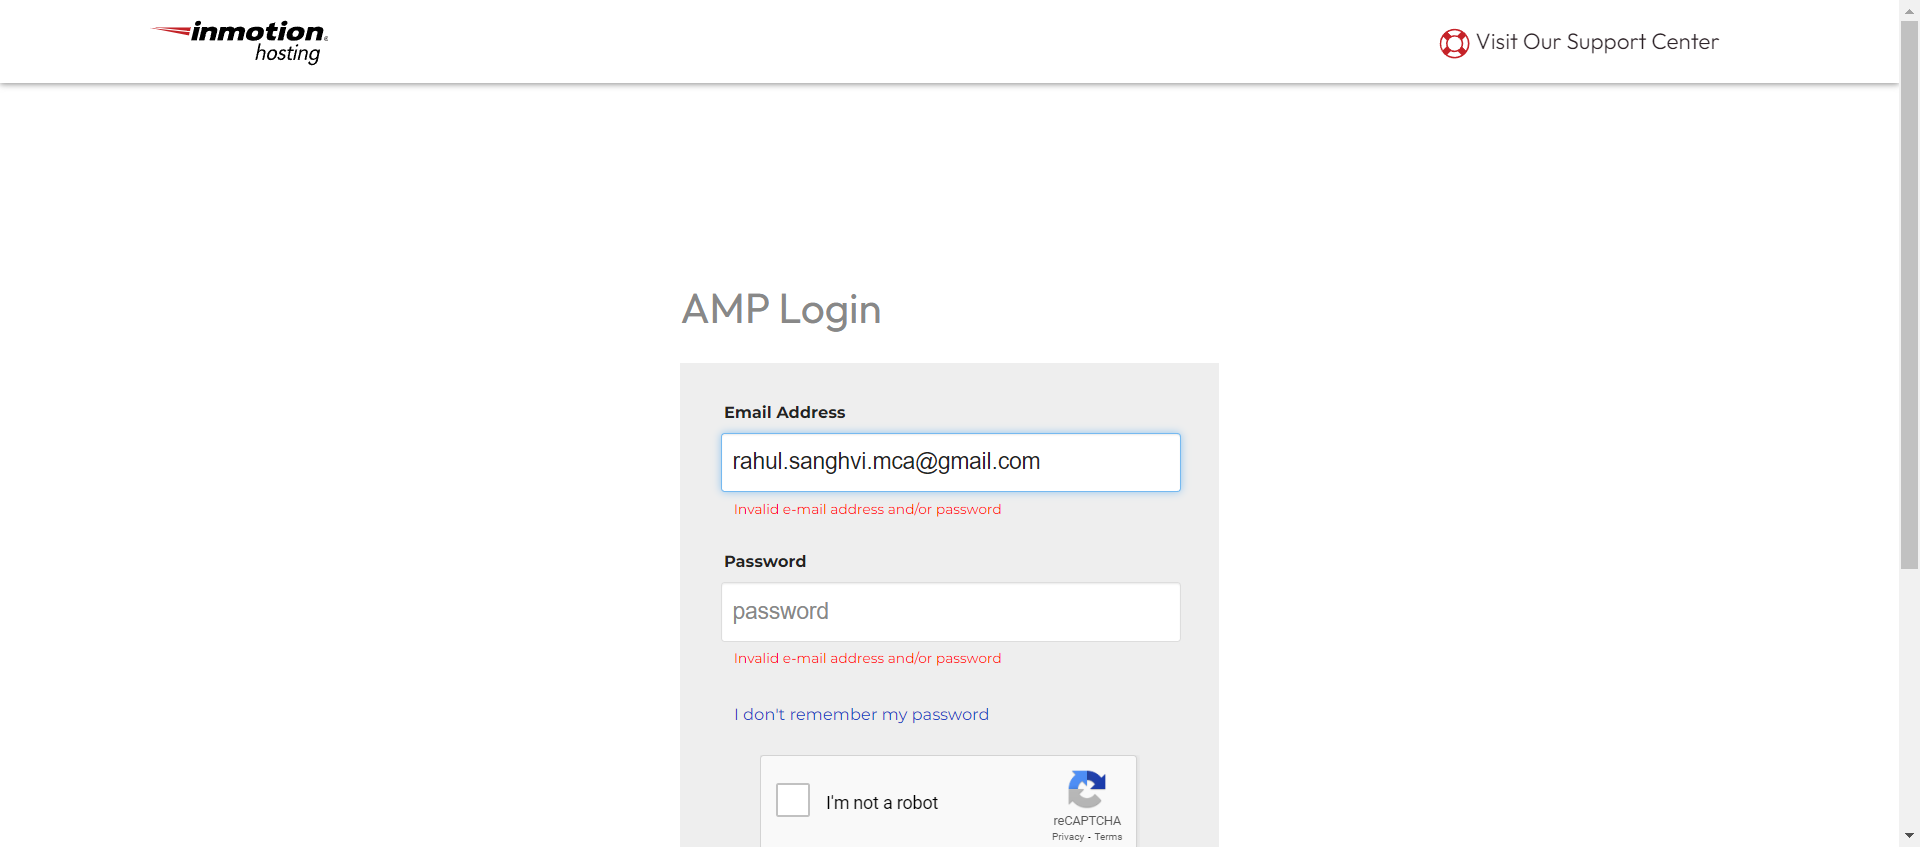 inmotion
hosting
Visit Our Support Center
AMP Login
Email Address
rahul.sanghvi.mca@gmail.com
Invalid e-mail address and/or password
Password
password
Invalid e-mail address and/or password
I don't remember my password
I'm not a robot
reCAPTCHA
Privacy - Terms